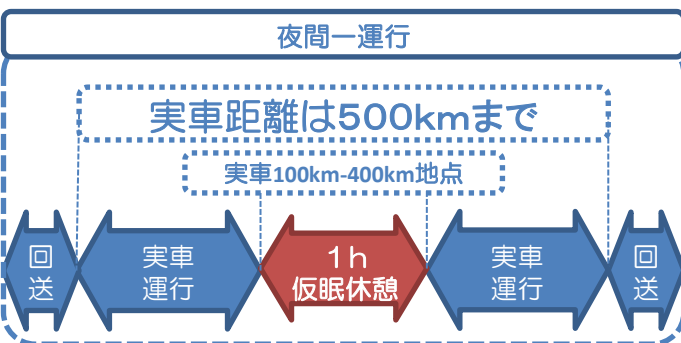 夜間一運行
実車距離は500kmまで
実車100km-400km地点
回
送
実車
運行
1h
仮眠休憩
実車
運行
回
送